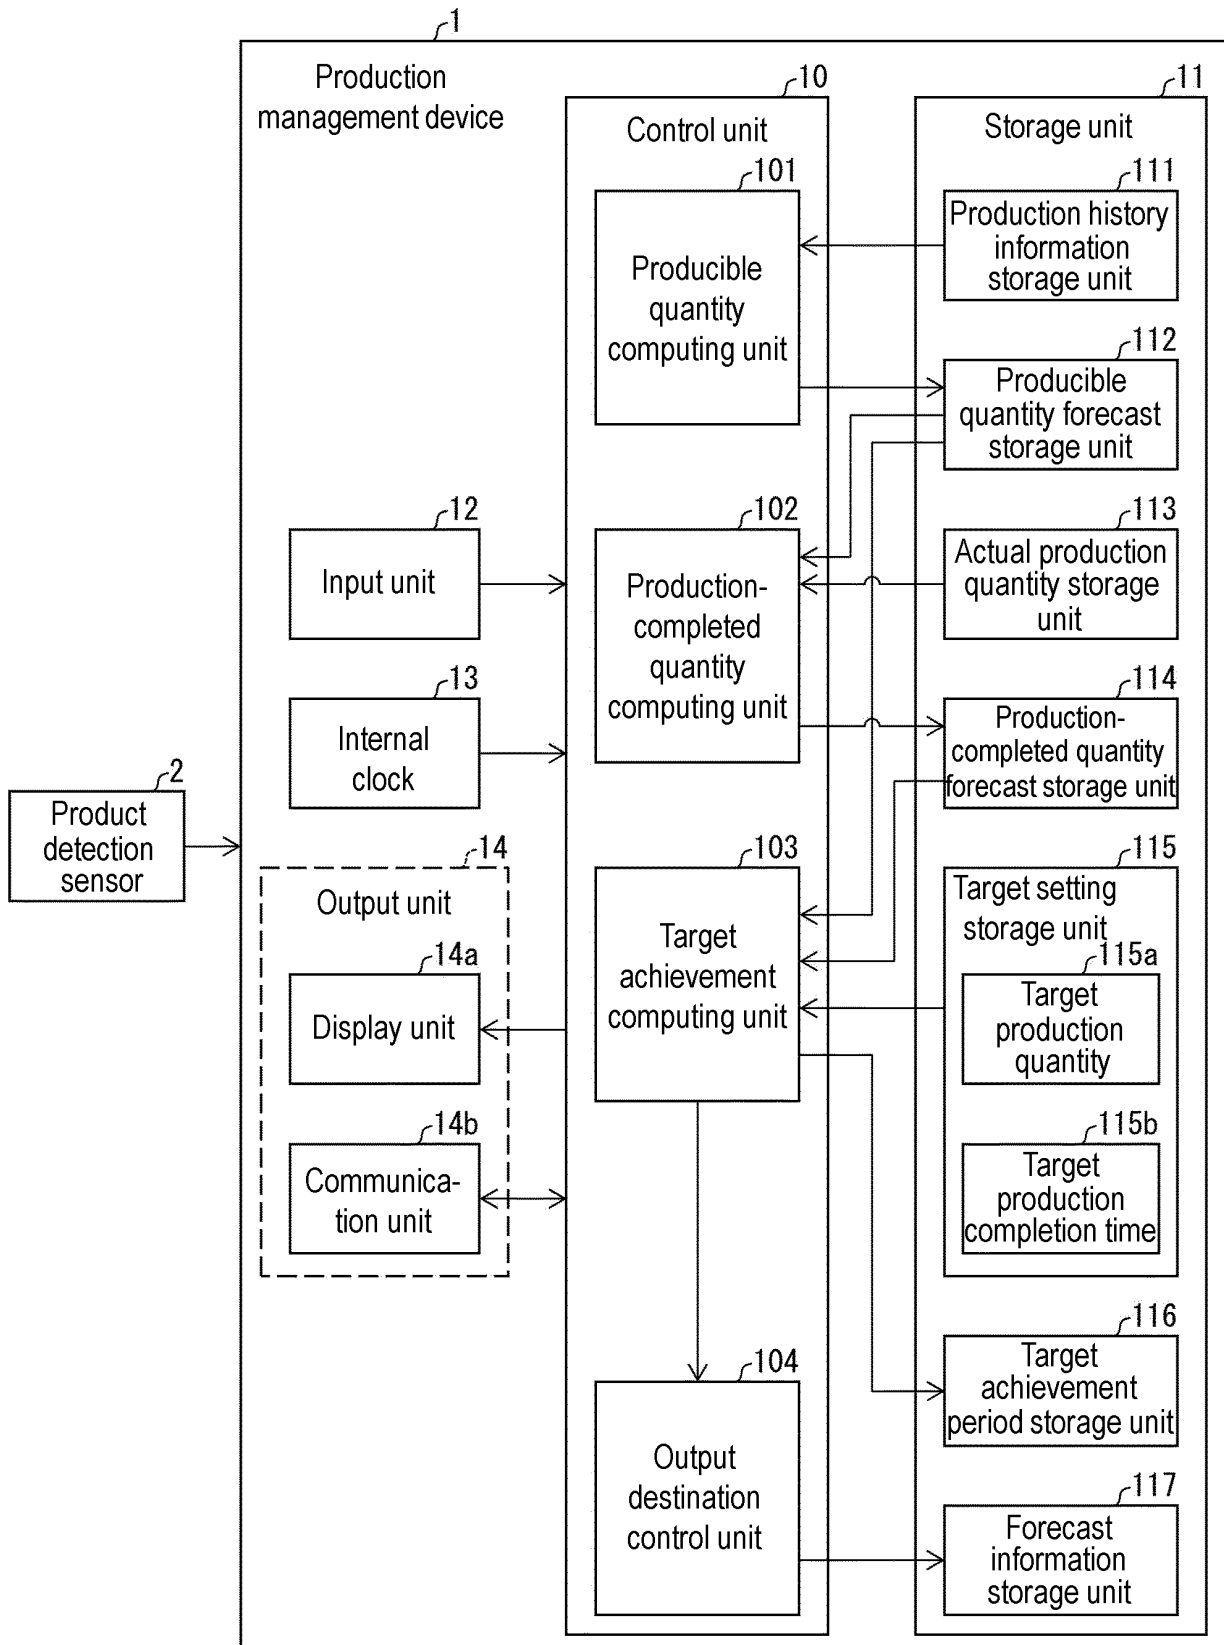 1
Production
management device
10
Control unit
11
Storage unit
101
Producible
quantity
computing unit
111
Production history
information
storage unit
112
Producible
quantity forecast
storage unit
12
Input unit
102
Production-
completed
quantity
computing unit
113
Actual production
quantity storage
unit
13
Internal
clock
114
Production-
completed quantity
forecast storage unit
2
Product
detection
sensor
14
Output unit
14a
Display unit
14b
Communica-
tion unit
103
Target
achievement
computing unit
115
Target setting
storage unit
115a
Target
production
quantity
115b
Target
production
completion time
104
Output
destination
control unit
116
Target
achievement
period storage unit
117
Forecast
information
storage unit